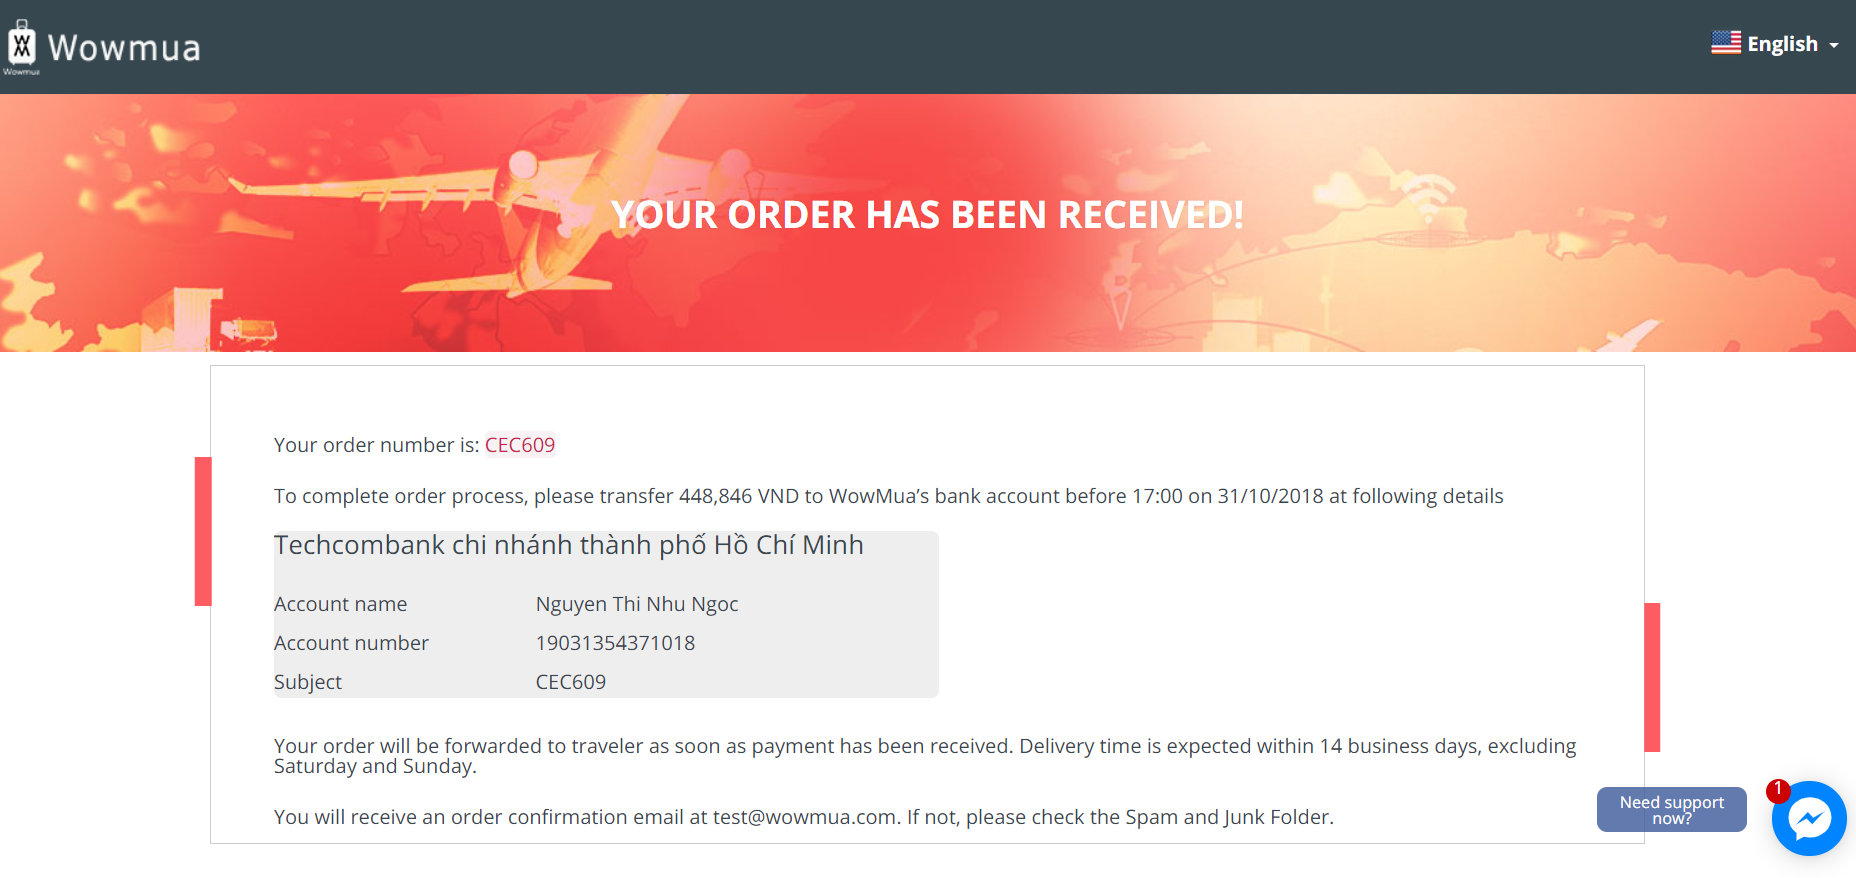 Wowmua
Wowmua
English
YOUR ORDER HAS BEEN RECEIVED!
Your order number is: CEC609
To complete order process, please transfer 448,846 VND to WowMua’s bank account before 17:00 on 31/10/2018 at following details
Techcombank chi nhánh thành phố Hồ Chí Minh
Account name Nguyen Thi Nhu Ngoc
Account number 19031354371018
Subject CEC609
Your order will be forwarded to traveler as soon as payment has been received. Delivery time is expected within 14 business days, excluding
Saturday and Sunday.
You will receive an order confirmation email at test@wowmua.com. If not, please check the Spam and Junk Folder.
Need support
now?
1